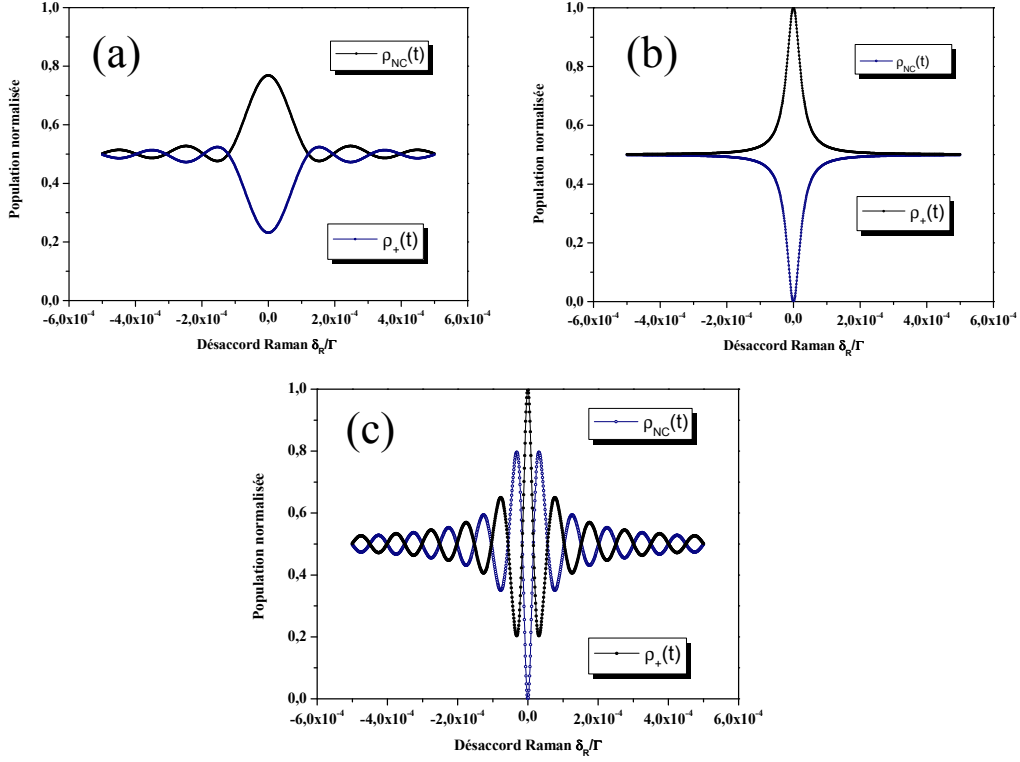 (a)
ρNC(t)
ρ+(t)
Population normalisée
1,0
0,8
0,6
0,4
0,2
0,0
-6,0x10-4 -4,0x10-4 -2,0x10-4 0,0 2,0x10-4 4,0x10-4 6,0x10-4
Désaccord Raman δR/Γ
(b)
ρNC(t)
ρ+(t)
Population normalisée
1,0
0,8
0,6
0,4
0,2
0,0
-6,0x10-4 -4,0x10-4 -2,0x10-4 0,0 2,0x10-4 4,0x10-4 6,0x10-4
Désaccord Raman δR/Γ
(c)
ρNC(t)
ρ+(t)
Population normalisée
1,0
0,8
0,6
0,4
0,2
0,0
-6,0x10-4 -4,0x10-4 -2,0x10-4 0,0 2,0x10-4 4,0x10-4 6,0x10-4
Désaccord Raman δR/Γ